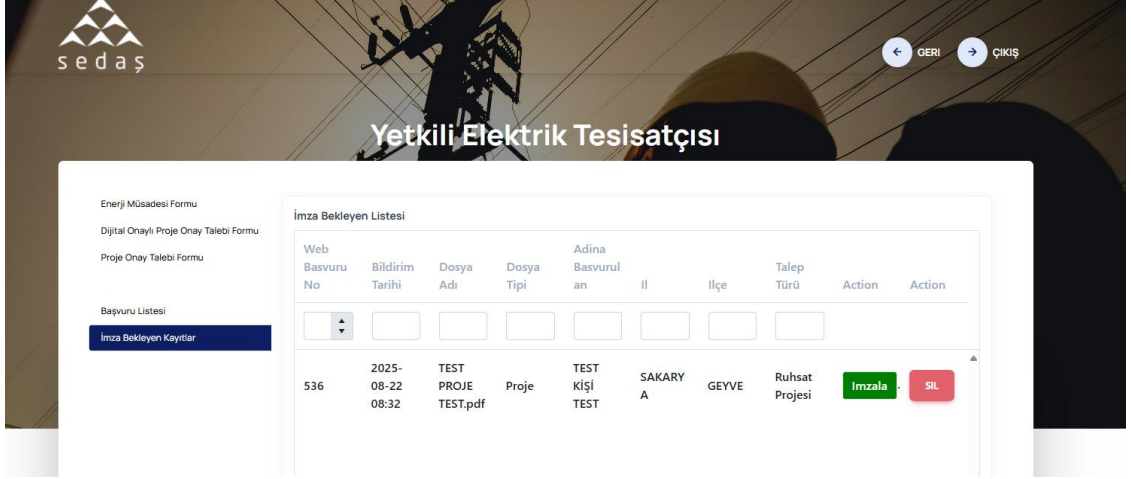 sedaş
GERI
ÇIKIŞ
Yetkili Elektrik Tesisatçısı
Enerji Müsadesi Formu
Dijital Onaylı Proje Onay Talebi Formu
Proje Onay Talebi Formu
Başvuru Listesi
İmza Bekleyen Kayıtlar
İmza Bekleyen Listesi
Web
Basvuru
No
Bildirim
Tarihi
Dosya
Adı
Dosya
Tipi
Adina
Basvurul
an
Il
Ilçe
Talep
Türü
Action
Action
536
2025-
08-22
08:32
TEST
PROJE
TEST.pdf
Proje
TEST
KİŞİ
TEST
SAKARY
A
GEYVE
Ruhsat
Projesi
Imzala
.
SIL